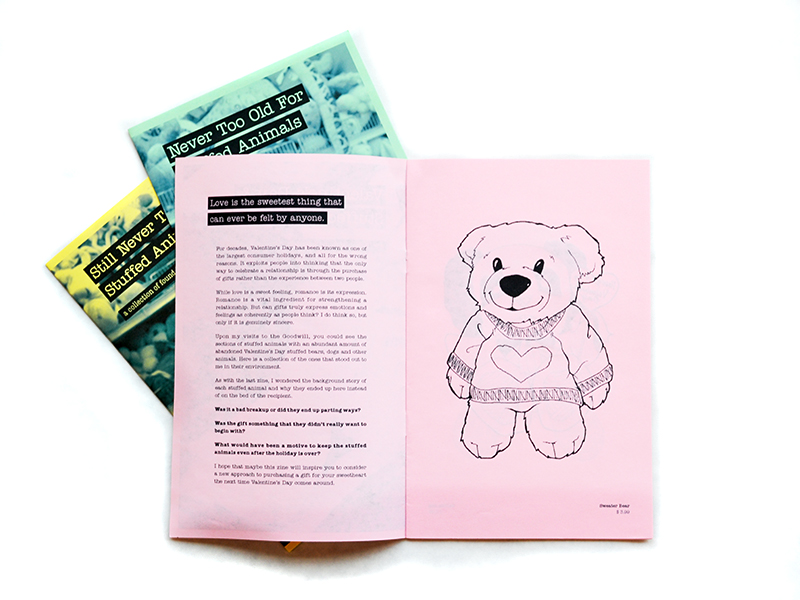 Never Too Old For
Stuffed Animals
Still Never T
Stuffed Ani
a collection of found
Love is the sweetest thing that
can ever be felt by anyone.
For decades, Valentine's Day has been known as one of
the largest consumer holidays, and all for the wrong
reasons. It exploits people into thinking that the only
way to celebrate a relationship is through the purchase
of gifts rather than the experience between two people.
While love is a sweet feeling, romance is its expression.
Romance is a vital ingredient for strengthening a
relationship. But can gifts truly express emotions and
feelings as coherently as people think? I do think so, but
only if it is genuinely sincere.
Upon my visits to the Goodwill, you could see the
sections of stuffed animals with an abundant amount of
abandoned Valentine's Day stuffed bears, dogs and other
animals. Here is a collection of the ones that stood out to
me in their environment.
As with the last zine, I wondered the background story of
each stuffed animal and why they ended up here instead
of on the bed of the recipient.
Was it a bad breakup or did they end up parting ways?
Was the gift something that they didn't really want to
begin with?
What would have been a motive to keep the stuffed
animals even after the holiday is over?
I hope that maybe this zine will inspire you to consider
a new approach to purchasing a gift for your sweetheart
the next time Valentine's Day comes around.
Sweater Bear